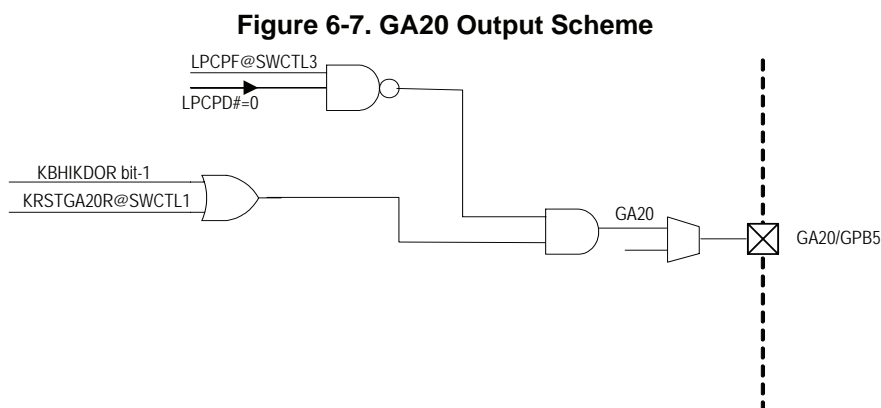 Figure 6-7. GA20 Output Scheme
LPCPF@SWCTL3
LPCPD#=0
KBHIKDOR bit-1
KRSTGA20R@SWCTL1
GA20
GA20/GPB5